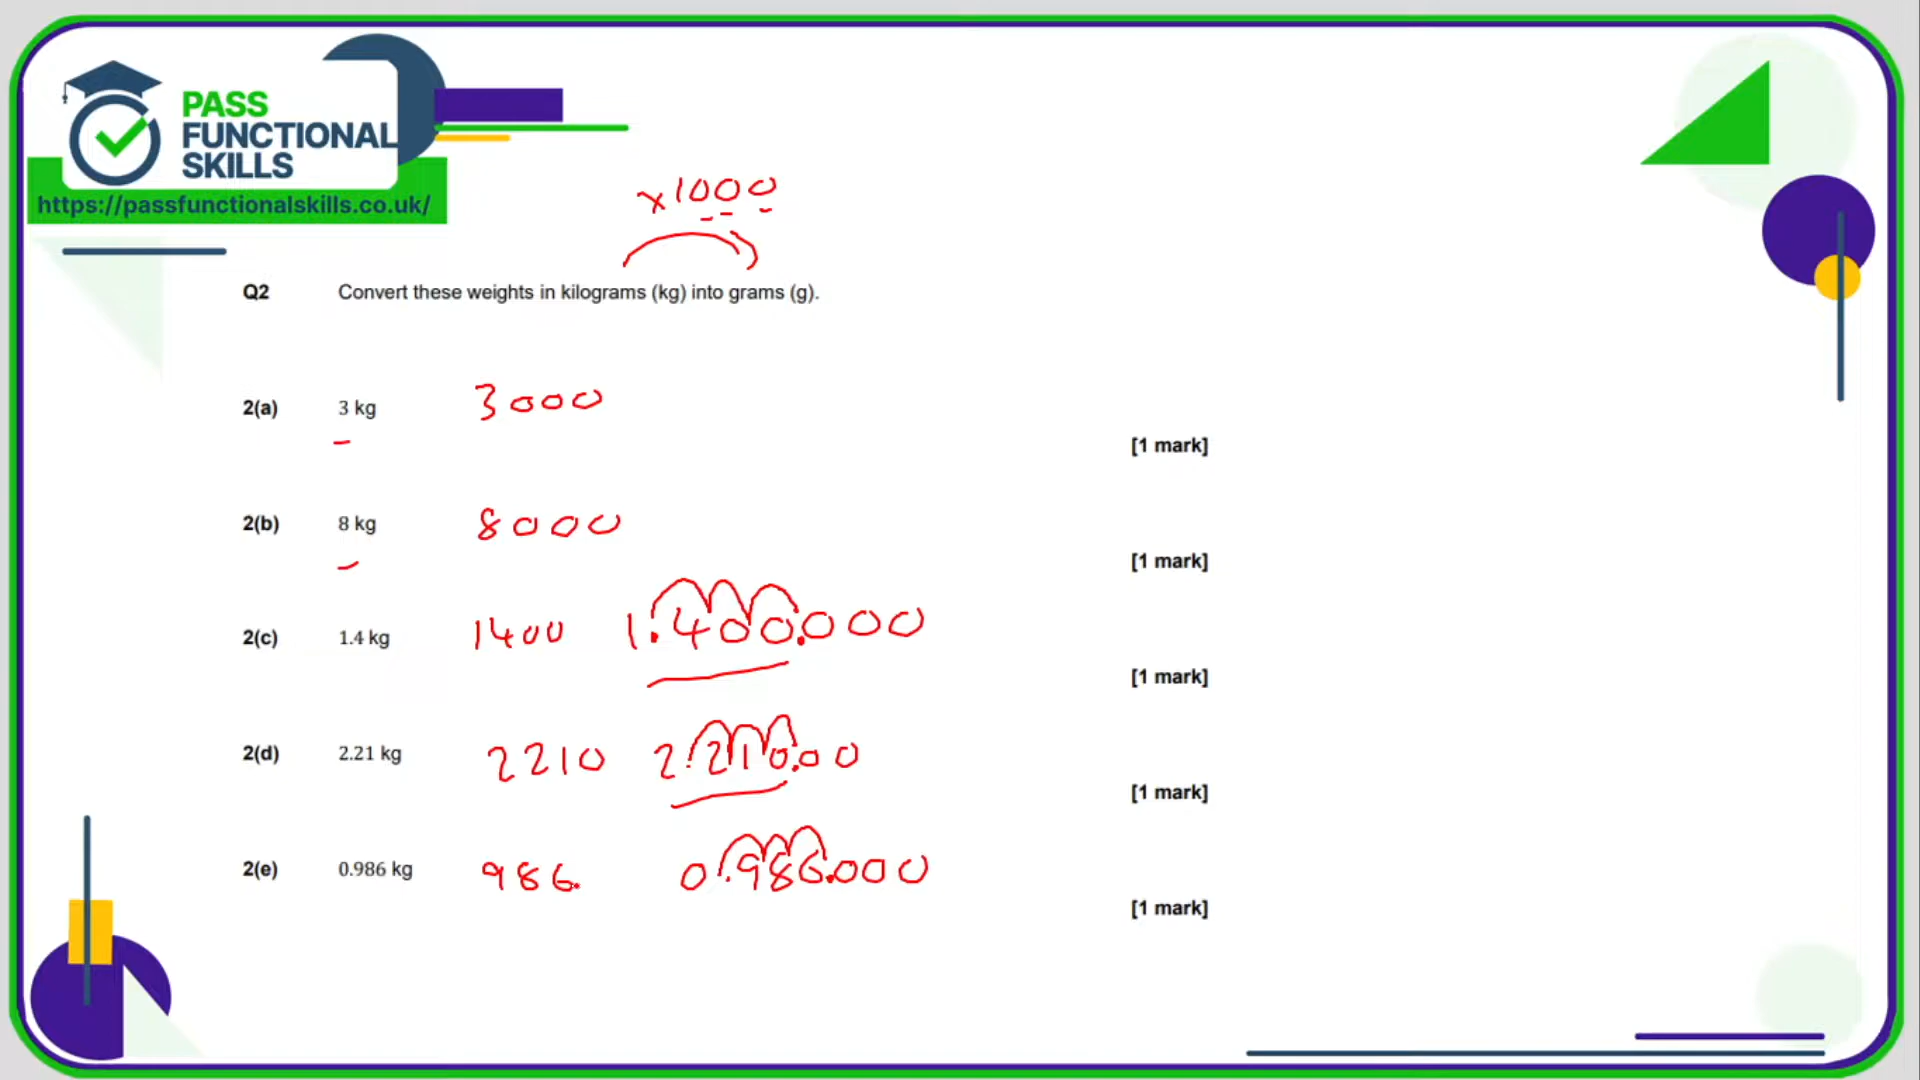 PASS
FUNCTIONAL
SKILLS
https://passfunctionalskills.co.uk/
x1000
Q2 Convert these weights in kilograms (kg) into grams (g).
2(a) 3 kg 3000
[1 mark]
2(b) 8 kg 8000
[1 mark]
2(c) 1.4 kg 1400 1.400.000
[1 mark]
2(d) 2.21 kg 2210 2.210.00
[1 mark]
2(e) 0.986 kg 986. 0.986.000
[1 mark]